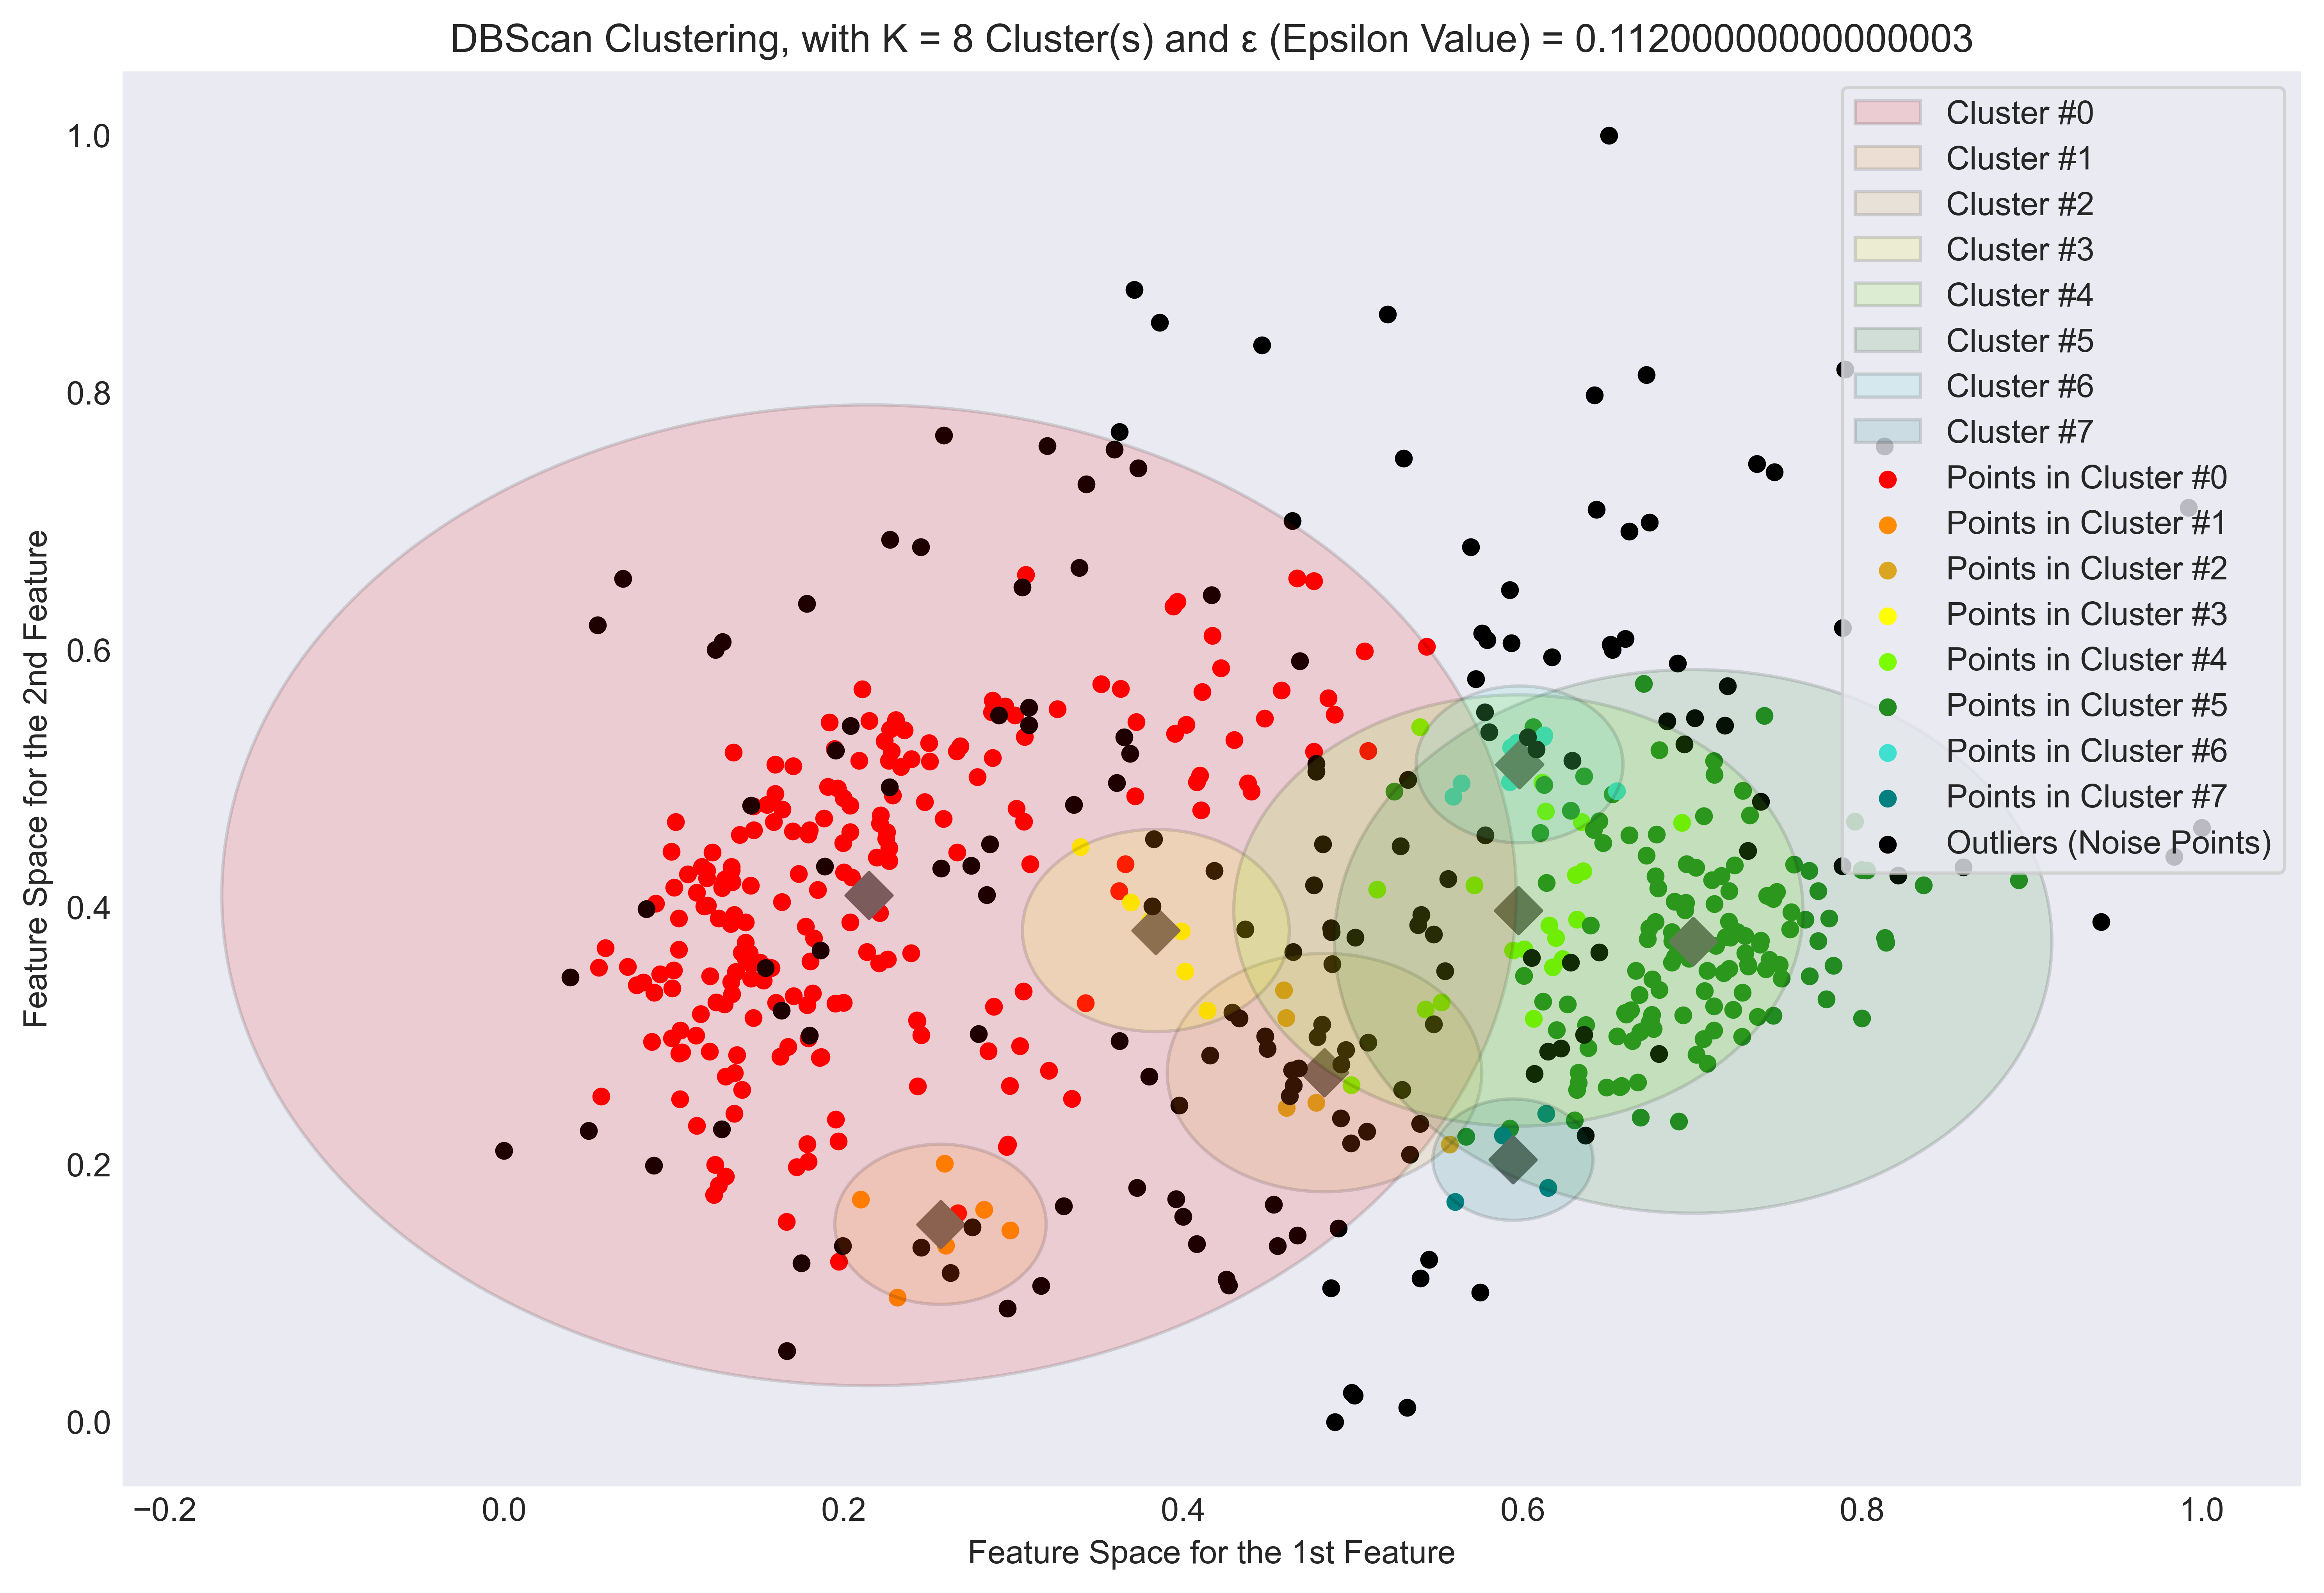 DBScan Clustering, with K = 8 Cluster(s) and ε (Epsilon Value) = 0.11200000000000003
Cluster #0
Cluster #1
Cluster #2
Cluster #3
Cluster #4
Cluster #5
Cluster #6
Cluster #7
Points in Cluster #0
Points in Cluster #1
Points in Cluster #2
Points in Cluster #3
Points in Cluster #4
Points in Cluster #5
Points in Cluster #6
Points in Cluster #7
Outliers (Noise Points)
Feature Space for the 2nd Feature
1.0
0.8
0.6
0.4
0.2
0.0
−0.2
0.0
0.2
0.4
0.6
0.8
1.0
Feature Space for the 1st Feature